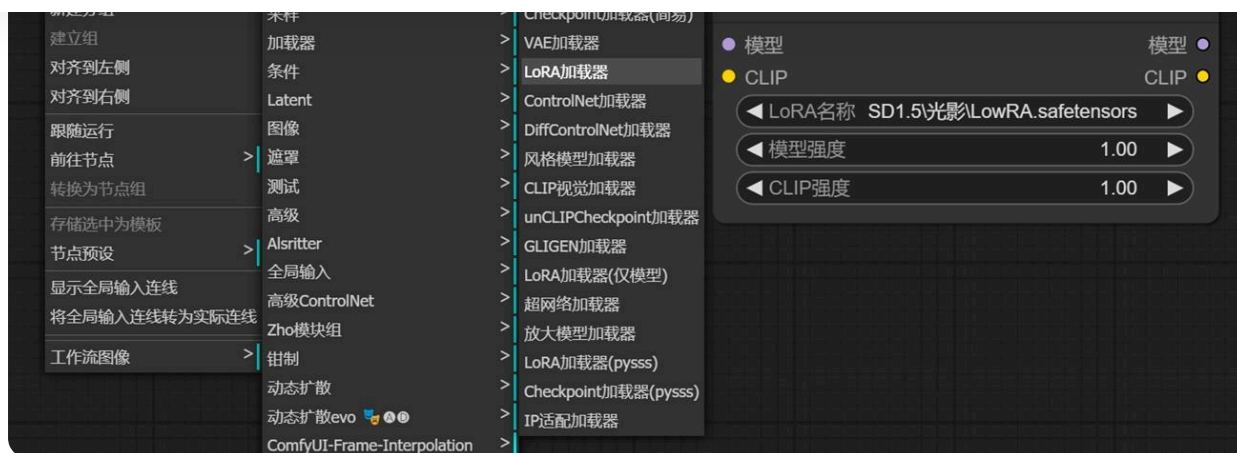 建立组
对齐到左侧
对齐到右侧
跟随运行
前往节点 >
转换为节点组
存储选中为模板
节点预设 >
显示全局输入连线
将全局输入连线转为实际连线
工作流图像 >
采样 >
加载器 >
条件 >
Latent >
图像 >
遮罩 >
测试 >
高级 >
Alsritter >
全局输入 >
高级ControlNet >
Zho模块组 >
钳制 >
动态扩散 >
动态扩散evo 🎭🅐🅓 >
ComfyUI-Frame-Interpolation >
Checkpoint加载器(简易)
VAE加载器
LoRA加载器
ControlNet加载器
DiffControlNet加载器
风格模型加载器
CLIP视觉加载器
unCLIPCheckpoint加载器
GLIGEN加载器
LoRA加载器(仅模型)
超网络加载器
放大模型加载器
LoRA加载器(pysss)
Checkpoint加载器(pysss)
IP适配加载器
模型 模型
CLIP CLIP
LoRA名称 SD1.5\光影\LowRA.safetensors
模型强度 1.00
CLIP强度 1.00